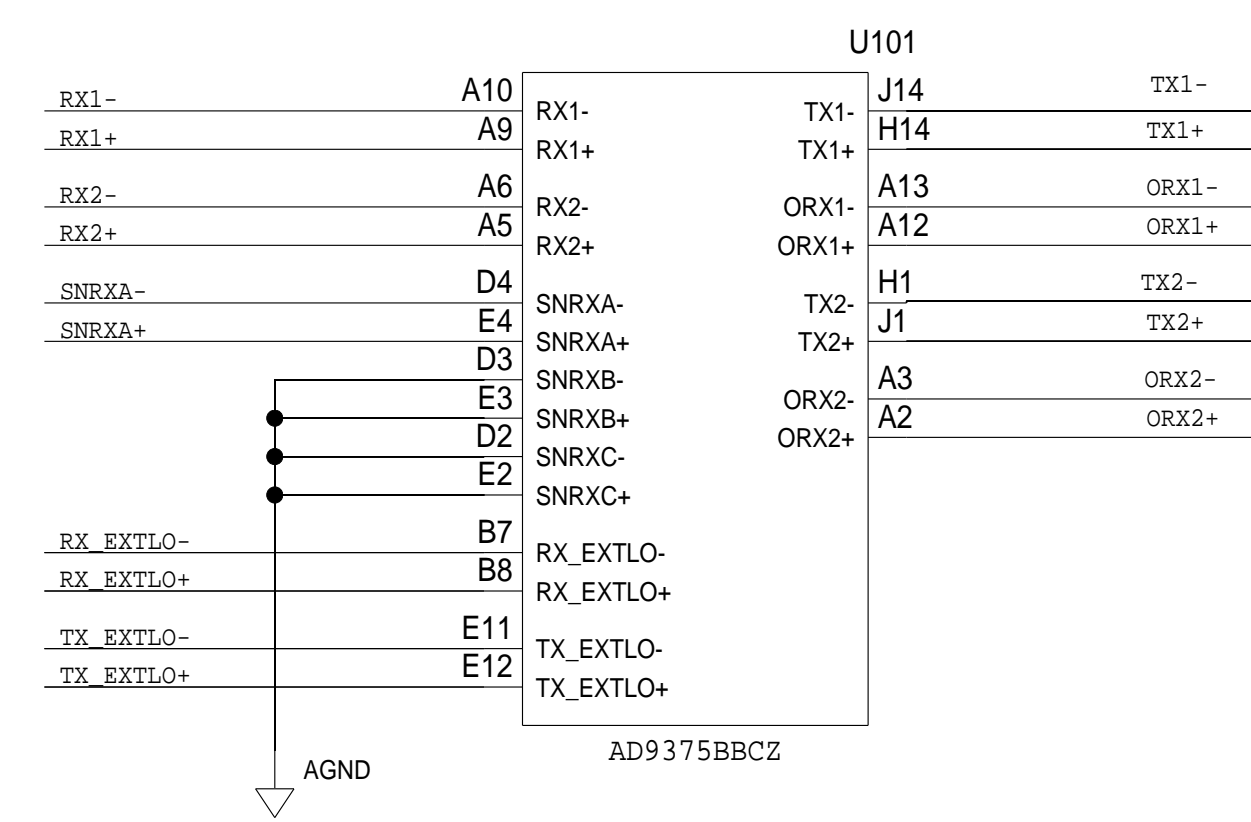 U101
RX1- A10 RX1- TX1- J14 TX1-
RX1+ A9 RX1+ TX1+ H14 TX1+
RX2- A6 RX2- ORX1- A13 ORX1-
RX2+ A5 RX2+ ORX1+ A12 ORX1+
SNRXA- D4 SNRXA- TX2- H1 TX2-
SNRXA+ E4 SNRXA+ TX2+ J1 TX2+
D3 SNRXB- ORX2- A3 ORX2-
E3 SNRXB+ ORX2+ A2 ORX2+
D2 SNRXC-
E2 SNRXC+
RX_EXTLO- B7 RX_EXTLO-
RX_EXTLO+ B8 RX_EXTLO+
TX_EXTLO- E11 TX_EXTLO-
TX_EXTLO+ E12 TX_EXTLO+
AD9375BBCZ
AGND